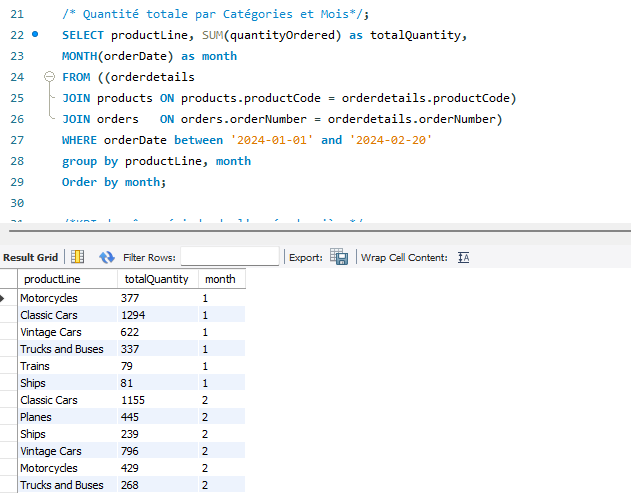 21 /* Quantité totale par Catégories et Mois*/;
22 SELECT productLine, SUM(quantityOrdered) as totalQuantity,
23 MONTH(orderDate) as month
24 FROM ((orderdetails
25 JOIN products ON products.productCode = orderdetails.productCode)
26 JOIN orders   ON orders.orderNumber = orderdetails.orderNumber)
27 WHERE orderDate between '2024-01-01' and '2024-02-20'
28 group by productLine, month
29 Order by month;
30
Result Grid Filter Rows: Export: Wrap Cell Content:
productLine totalQuantity month
Motorcycles 377 1
Classic Cars 1294 1
Vintage Cars 622 1
Trucks and Buses 337 1
Trains 79 1
Ships 81 1
Classic Cars 1155 2
Planes 445 2
Ships 239 2
Vintage Cars 796 2
Motorcycles 429 2
Trucks and Buses 268 2